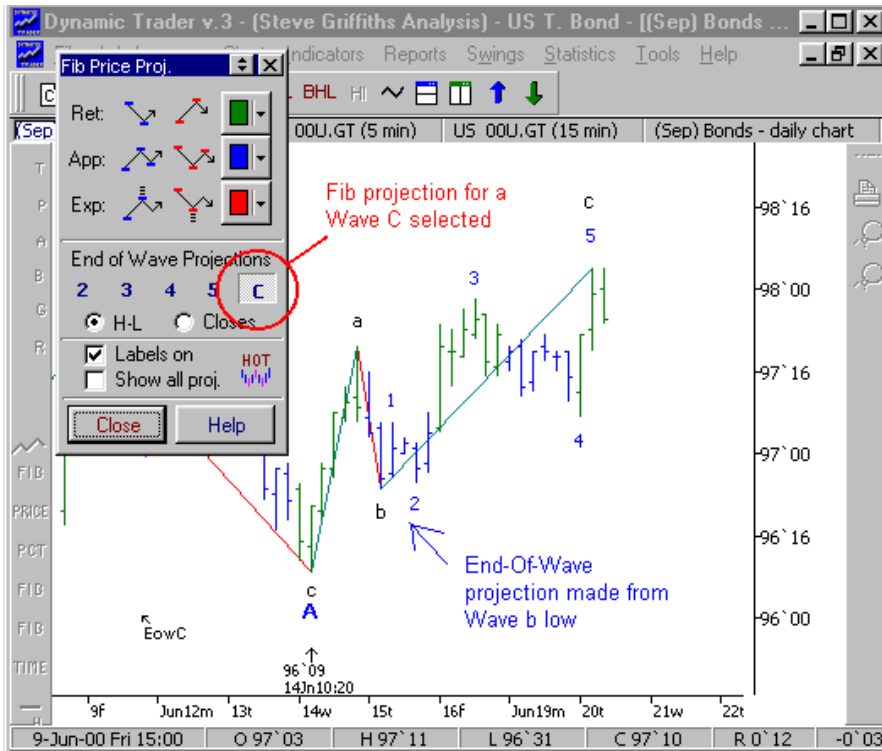 Dynamic Trader v.3 - (Steve Griffiths Analysis) - US T. Bond - [(Sep) Bonds ...
ndicators Reports Swings Statistics Tools Help
Fib Price Proj.
BHL HI
(Sep
00U.GT (5 min)
US 00U.GT (15 min)
(Sep) Bonds - daily chart
Ret:
App:
Exp:
End of Wave Projections
2 3 4 5 C
H-L Closes
Labels on
HOT
Show all proj.
Close Help
Fib projection for a
Wave C selected
c
5
3
a
1
4
2
b
End-Of-Wave
projection made from
Wave b low
c
A
EowC
96`09
14Jn10:20
98`16
98`00
97`16
97`00
96`16
96`00
T
P
A
B
G
R
FIB
PRICE
PCT
FIB
FIB
TIME
H
9f Jun12m 13t 14w 15t 16f Jun19m 20t 21w 22t
9-Jun-00 Fri 15:00 O 97`03 H 97`11 L 96`31 C 97`10 R 0`12 -0`03